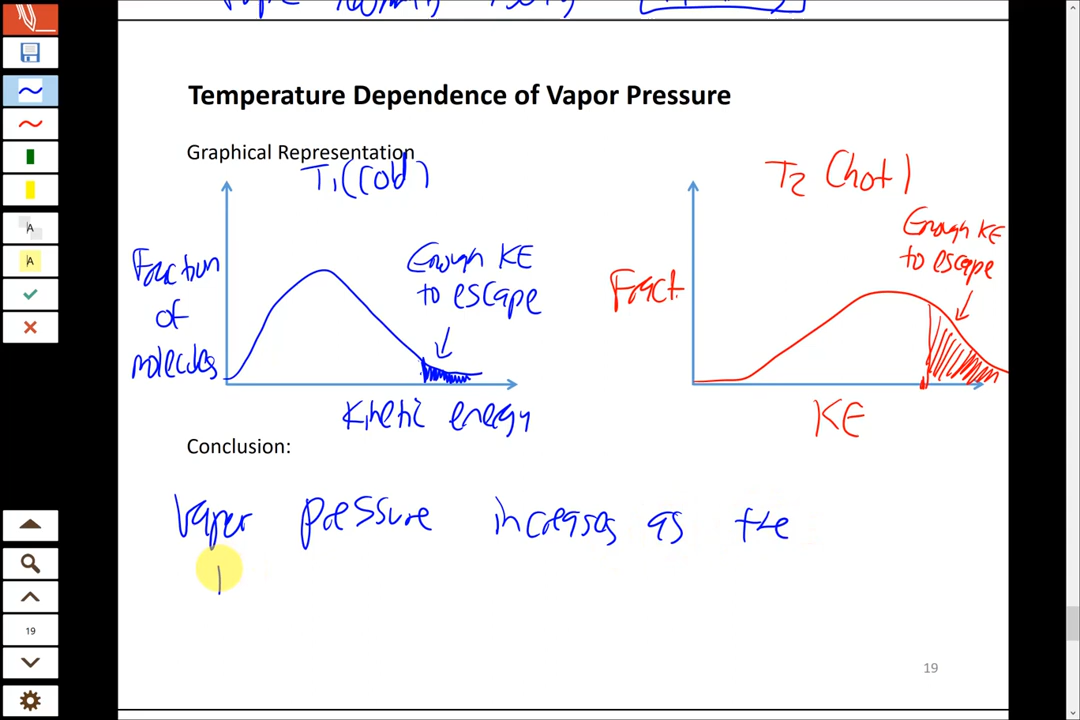 Temperature Dependence of Vapor Pressure
Graphical Representation
T1 (Cold)
T2 (hot)
Fraction
of
molecules
Enough KE
to escape
Kinetic energy
Fract.
Enough KE
to escape
KE
Conclusion:
Vapor pressure increases as the
A
A
19
19